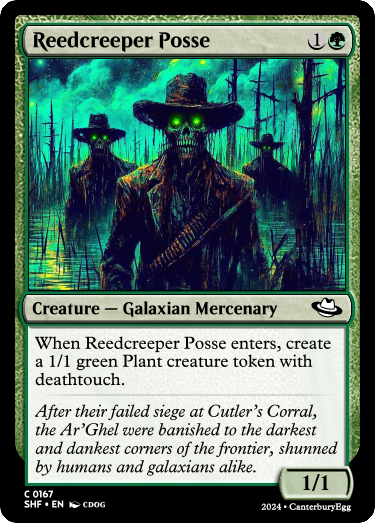 Reedcreeper Posse 1
Creature — Galaxian Mercenary
When Reedcreeper Posse enters, create
a 1/1 green Plant creature token with
deathtouch.
After their failed siege at Cutler's Corral,
the Ar'Ghel were banished to the darkest
and dankest corners of the frontier, shunned
by humans and galaxians alike.
1/1
C 0167
SHF • EN CDOG
2024 • CanterburyEgg